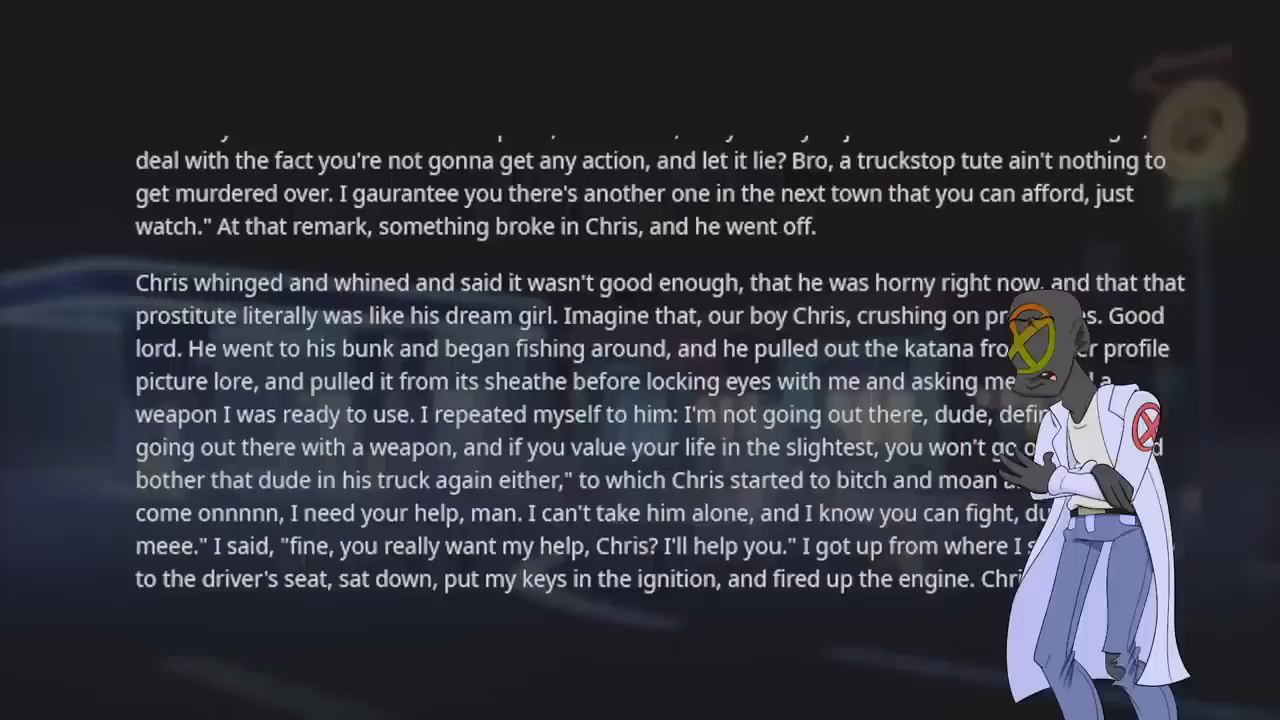 deal with the fact you're not gonna get any action, and let it lie? Bro, a truckstop tute ain't nothing to
get murdered over. I gaurantee you there's another one in the next town that you can afford, just
watch." At that remark, something broke in Chris, and he went off.
Chris whinged and whined and said it wasn't good enough, that he was horny right now, and that that
prostitute literally was like his dream girl. Imagine that, our boy Chris, crushing on Good
lord. He went to his bunk and began fishing around, and he pulled out the katana profile
picture lore, and pulled it from its sheathe before locking eyes with me and asking me a
weapon I was ready to use. I repeated myself to him: I'm not going out there, dude,
going out there with a weapon, and if you value your life in the slightest, you won't go
bother that dude in his truck again either," to which Chris started to bitch and moan
come onnnnn, I need your help, man. I can't take him alone, and I know you can fight,
meee." I said, "fine, you really want my help, Chris? I'll help you." I got up from where I
to the driver's seat, sat down, put my keys in the ignition, and fired up the engine.